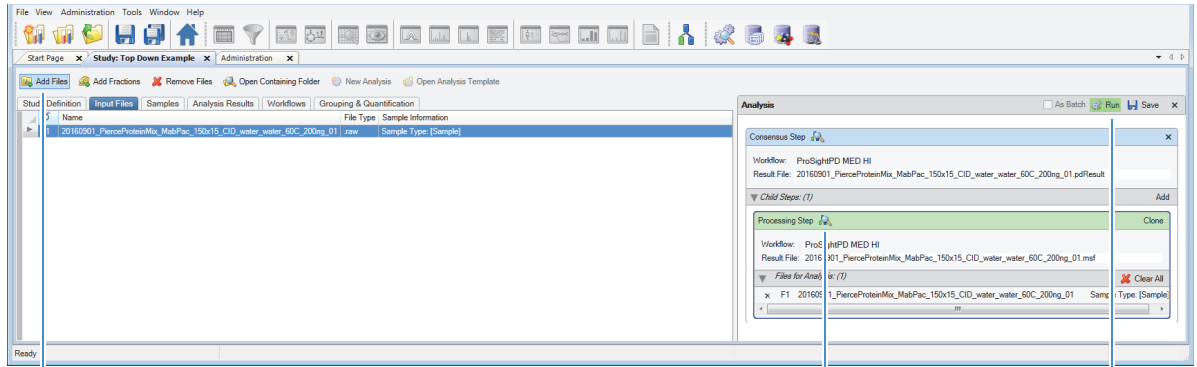 File View Administration Tools Window Help
Start Page x Study: Top Down Example x Administration x
Add Files Add Fractions Remove Files Open Containing Folder New Analysis Open Analysis Template
Study Definition Input Files Samples Analysis Results Workflows Grouping & Quantification
Name File Type Sample Information
20160901_PierceProteinMix_MabPac_150x15_CID_water_water_60C_200ng_01 .raw Sample Type: [Sample]
Analysis As Batch Run Save x
Consensus Step x
Workflow: ProSightPD MED HI
Result File: 20160901_PierceProteinMix_MabPac_150x15_CID_water_water_60C_200ng_01.pdResult
Child Steps: (1) Add
Processing Step Clone
Workflow: ProSightPD MED HI
Result File: 20160901_PierceProteinMix_MabPac_150x15_CID_water_water_60C_200ng_01.msf
Files for Analysis: (1) Clear All
x F1 20160901_PierceProteinMix_MabPac_150x15_CID_water_water_60C_200ng_01 Sample Type: [Sample]
Ready